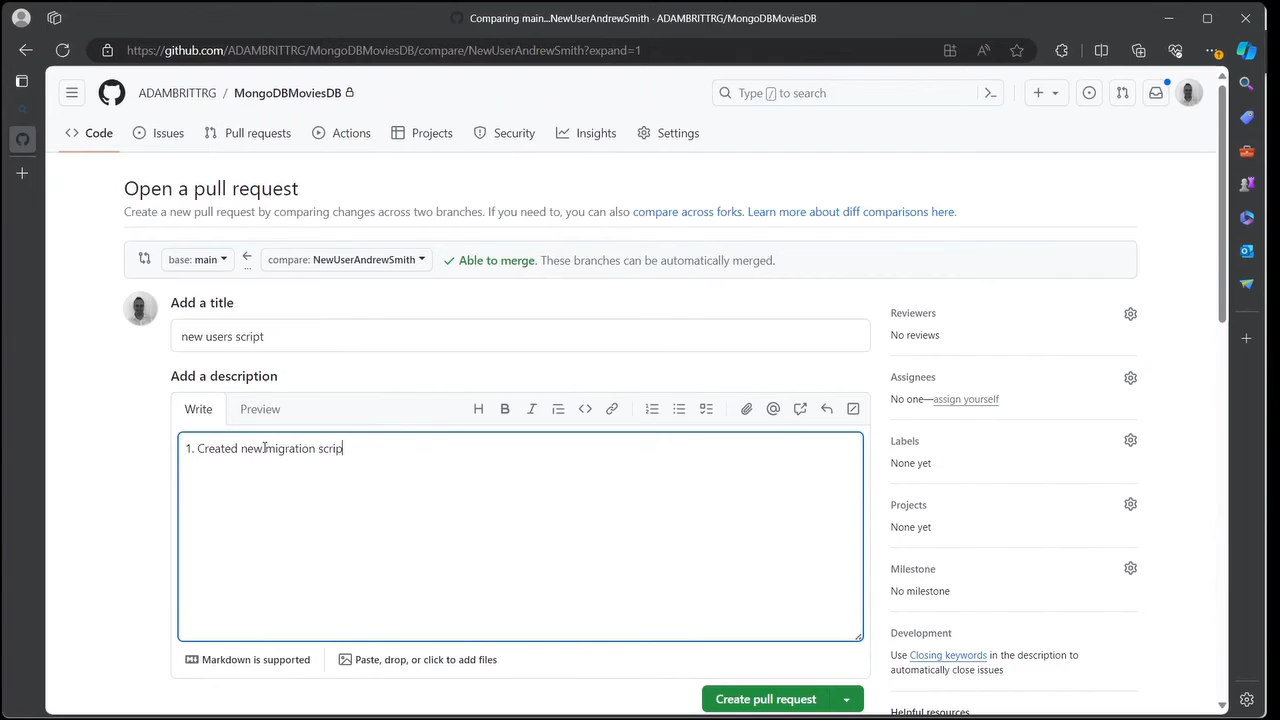 Comparing main...NewUserAndrewSmith · ADAMBRITTRG/MongoDBMoviesDB
https://github.com/ADAMBRITTRG/MongoDBMoviesDB/compare/NewUserAndrewSmith?expand=1
ADAMBRITTRG / MongoDBMoviesDB
Type / to search
Code Issues Pull requests Actions Projects Security Insights Settings
Open a pull request
Create a new pull request by comparing changes across two branches. If you need to, you can also compare across forks. Learn more about diff comparisons here.
base: main compare: NewUserAndrewSmith Able to merge. These branches can be automatically merged.
Add a title
new users script
Add a description
Write Preview
1. Created new migration scrip
Markdown is supported Paste, drop, or click to add files
Create pull request
Reviewers
No reviews
Assignees
No one—assign yourself
Labels
None yet
Projects
None yet
Milestone
No milestone
Development
Use Closing keywords in the description to
automatically close issues
Helpful resources